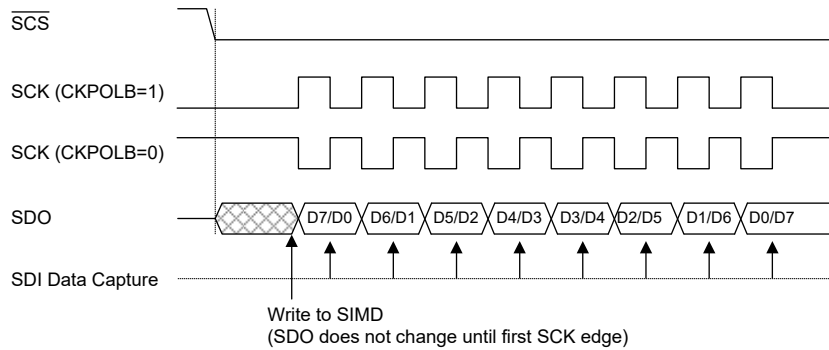 SCS
SCK (CKPOLB=1)
SCK (CKPOLB=0)
SDO D7/D0 D6/D1 D5/D2 D4/D3 D3/D4 D2/D5 D1/D6 D0/D7
SDI Data Capture
Write to SIMD
(SDO does not change until first SCK edge)